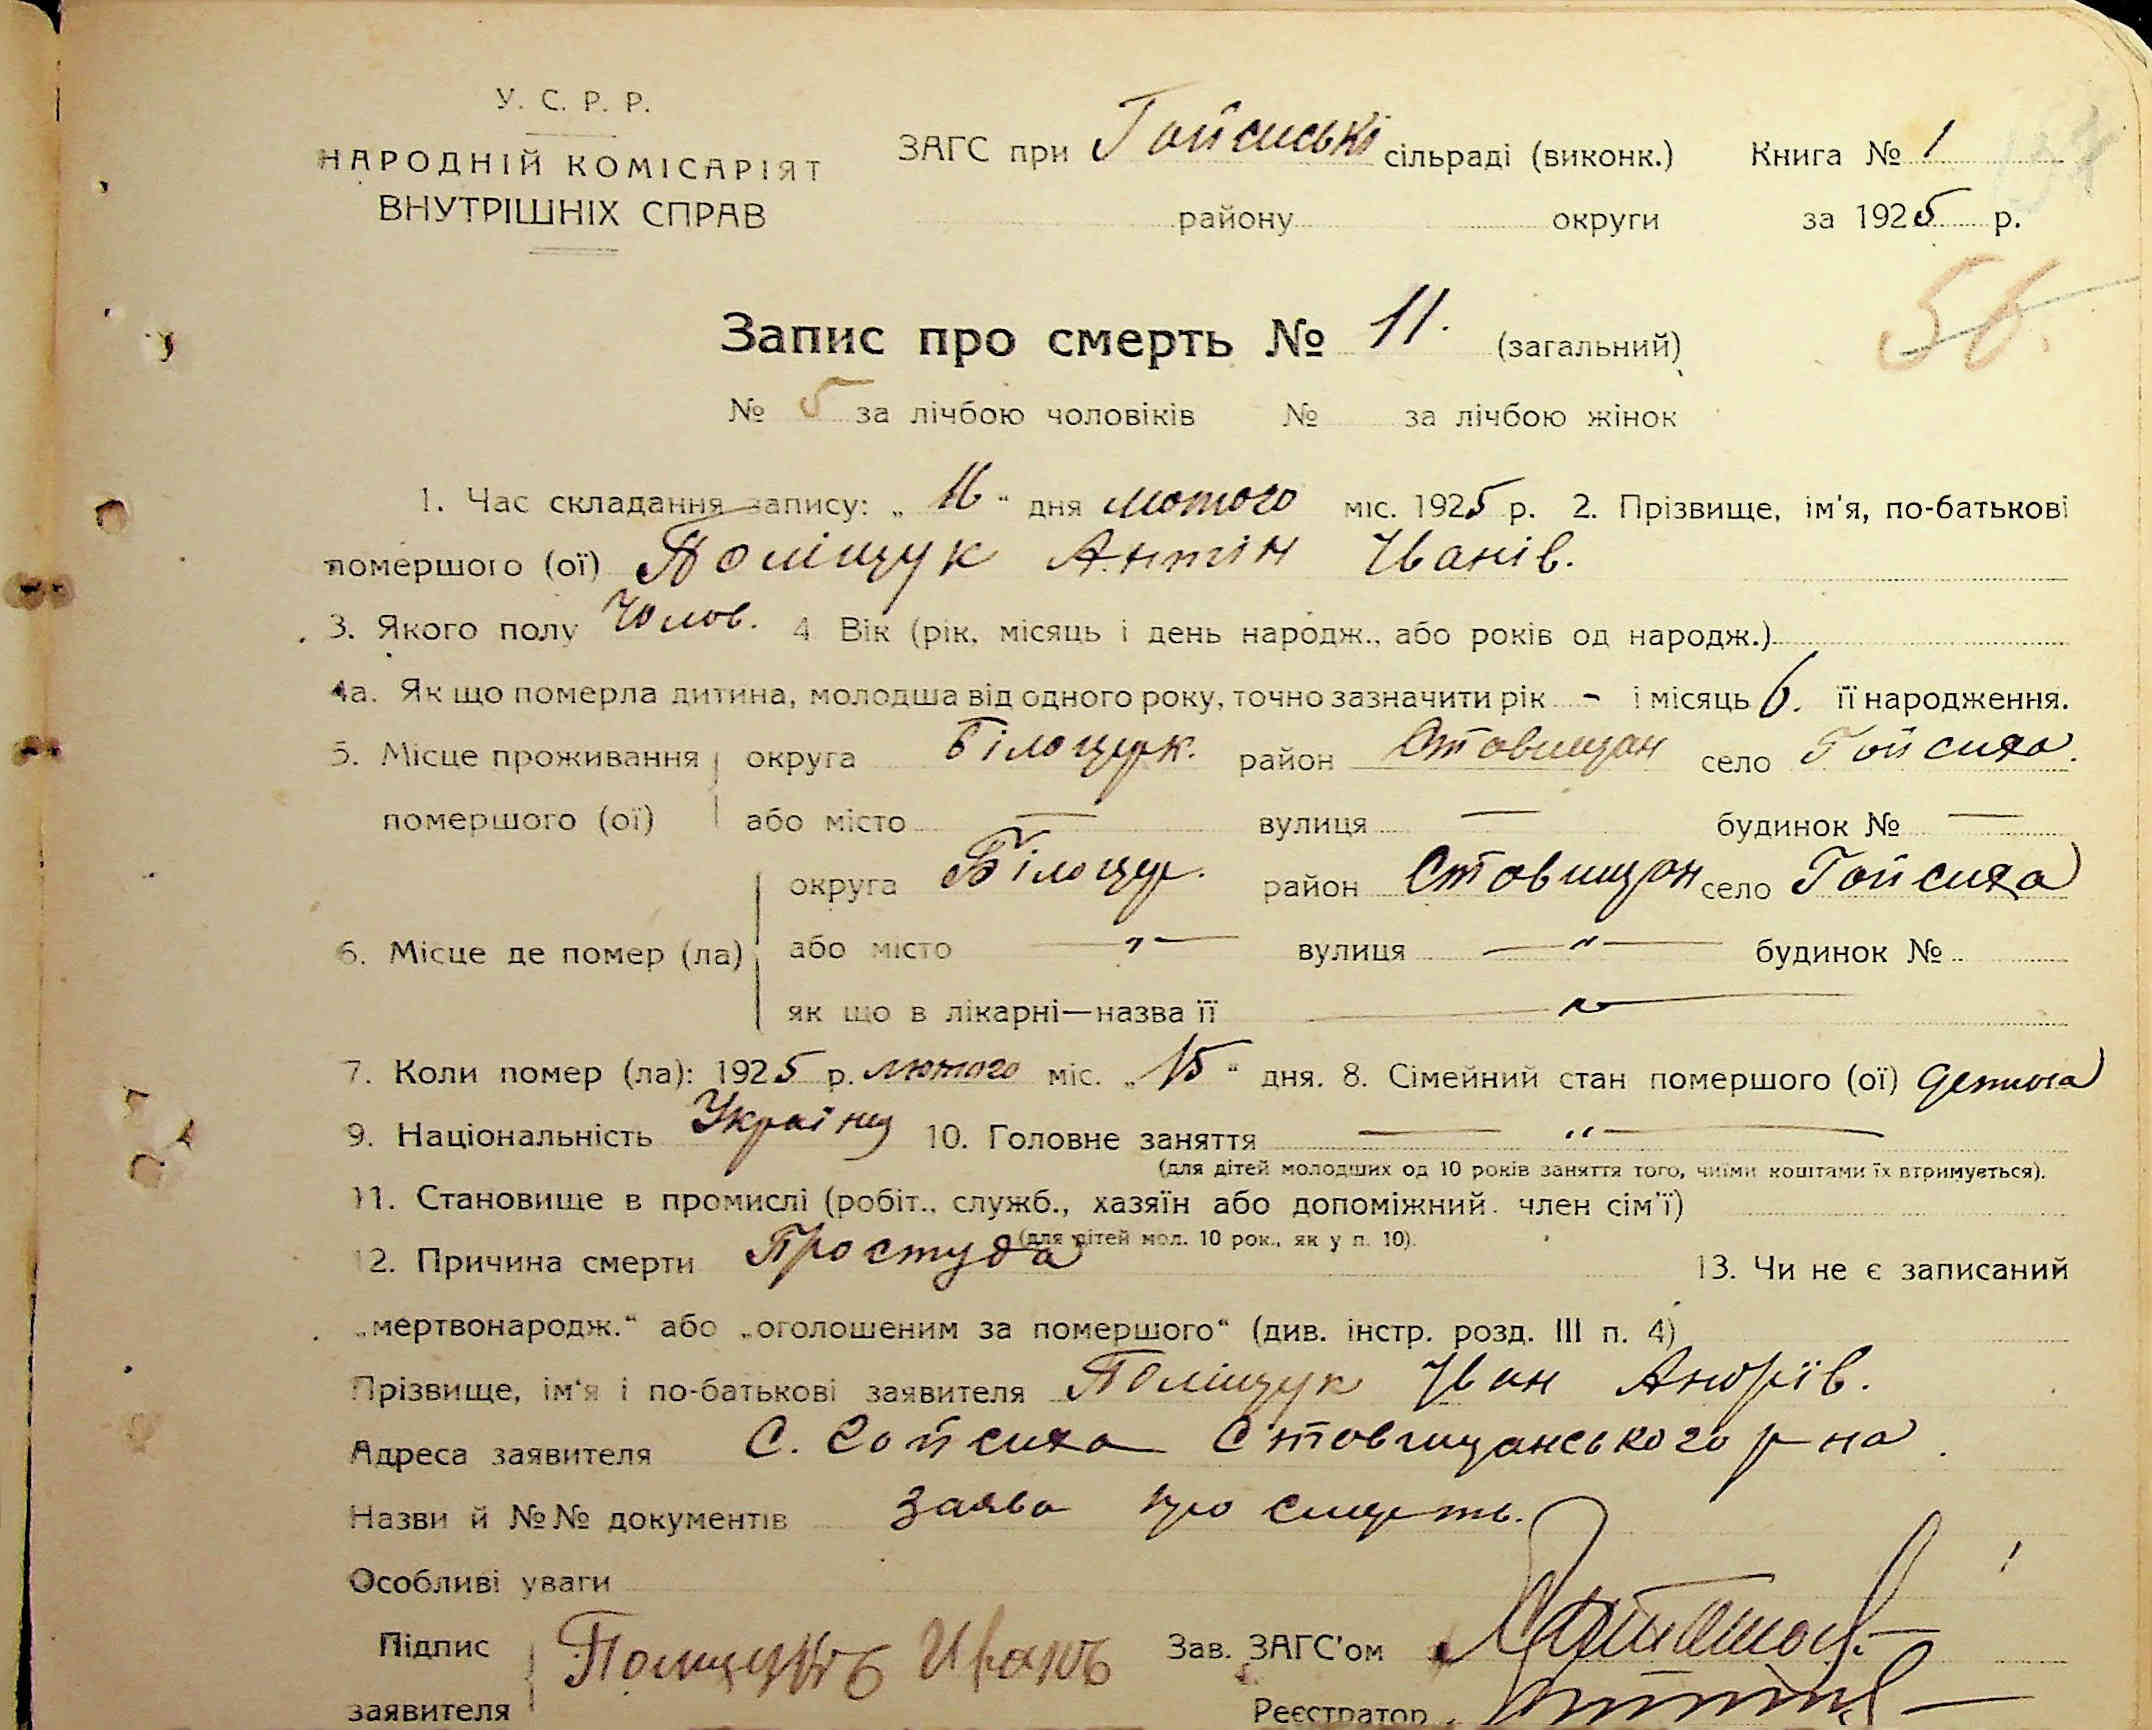 У. С. Р. Р.
НАРОДНІЙ КОМІСАРІЯТ
ВНУТРІШНІХ СПРАВ
ЗАГС при Гойсиські сільраді (виконк.) Книга № 1
району округи за 1925 р.
56.
Запис про смерть № 11. (загальний)
№ 5 за лічбою чоловіків № за лічбою жінок
1. Час складання запису: „16“ дня лютого міс. 1925 р. 2. Прізвище, ім'я, по-батькові
помершого (ої) Поліщук Антін Іванів.
3. Якого полу Чолов. 4 Вік (рік, місяць і день народж., або років од народж.)
4а. Як що померла дитина, молодша від одного року, точно зазначити рік - і місяць 6. її народження.
5. Місце проживання округа Білоцерк. район Стовищан село Гойсиха.
помершого (ої) або місто — вулиця — будинок № —
округа Білоцер. район Стовищан село Гойсиха
6. Місце де помер (ла) або місто —„— вулиця —„— будинок №
як що в лікарні—назва її —„—
7. Коли помер (ла): 1925 р. лютого міс. „15“ дня. 8. Сімейний стан помершого (ої) детина
9. Національність Украінц 10. Головне заняття —„—
(для дітей молодших од 10 років заняття того, чиїми коштами їх втримується).
11. Становище в промислі (робіт., служб., хазяїн або допоміжний член сім'ї)
(для дітей мол. 10 рок., як у п. 10).
12. Причина смерти Простуда 13. Чи не є записаний
„мертвонародж.“ або „оголошеним за помершого“ (див. інстр. розд. III п. 4)
Прізвище, ім'я і по-батькові заявителя Поліщук Іван Андріїв.
Адреса заявителя С. Гойсиха Стовищанського р-на
Назви й №№ документів заява про смерть.
Особливі уваги
Підпис Полищукъ Иванъ Зав. ЗАГС'ом
заявителя Реєстратор